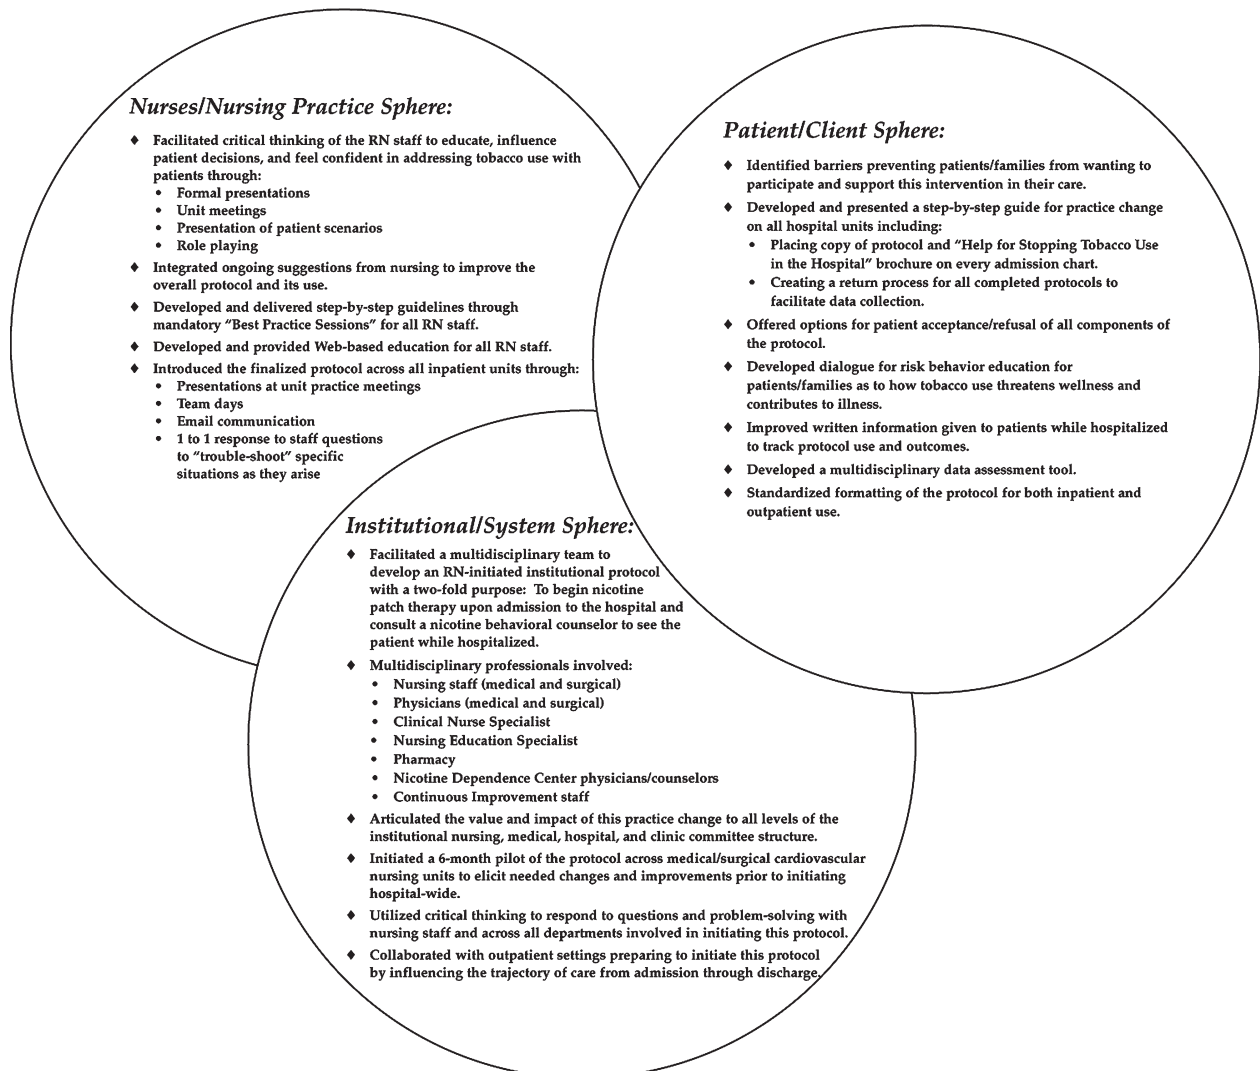 Nurses/Nursing Practice Sphere:
♦ Facilitated critical thinking of the RN staff to educate, influence
patient decisions, and feel confident in addressing tobacco use with
patients through:
• Formal presentations
• Unit meetings
• Presentation of patient scenarios
• Role playing
♦ Integrated ongoing suggestions from nursing to improve the
overall protocol and its use.
♦ Developed and delivered step-by-step guidelines through
mandatory “Best Practice Sessions” for all RN staff.
♦ Developed and provided Web-based education for all RN staff.
♦ Introduced the finalized protocol across all inpatient units through:
• Presentations at unit practice meetings
• Team days
• Email communication
• 1 to 1 response to staff questions
to “trouble-shoot” specific
situations as they arise
Patient/Client Sphere:
♦ Identified barriers preventing patients/families from wanting to
participate and support this intervention in their care.
♦ Developed and presented a step-by-step guide for practice change
on all hospital units including:
• Placing copy of protocol and “Help for Stopping Tobacco Use
in the Hospital” brochure on every admission chart.
• Creating a return process for all completed protocols to
facilitate data collection.
♦ Offered options for patient acceptance/refusal of all components of
the protocol.
♦ Developed dialogue for risk behavior education for
patients/families as to how tobacco use threatens wellness and
contributes to illness.
♦ Improved written information given to patients while hospitalized
to track protocol use and outcomes.
♦ Developed a multidisciplinary data assessment tool.
♦ Standardized formatting of the protocol for both inpatient and
outpatient use.
Institutional/System Sphere:
♦ Facilitated a multidisciplinary team to
develop an RN-initiated institutional protocol
with a two-fold purpose: To begin nicotine
patch therapy upon admission to the hospital and
consult a nicotine behavioral counselor to see the
patient while hospitalized.
♦ Multidisciplinary professionals involved:
• Nursing staff (medical and surgical)
• Physicians (medical and surgical)
• Clinical Nurse Specialist
• Nursing Education Specialist
• Pharmacy
• Nicotine Dependence Center physicians/counselors
• Continuous Improvement staff
♦ Articulated the value and impact of this practice change to all levels of the
institutional nursing, medical, hospital, and clinic committee structure.
♦ Initiated a 6-month pilot of the protocol across medical/surgical cardiovascular
nursing units to elicit needed changes and improvements prior to initiating
hospital-wide.
♦ Utilized critical thinking to respond to questions and problem-solving with
nursing staff and across all departments involved in initiating this protocol.
♦ Collaborated with outpatient settings preparing to initiate this protocol
by influencing the trajectory of care from admission through discharge.